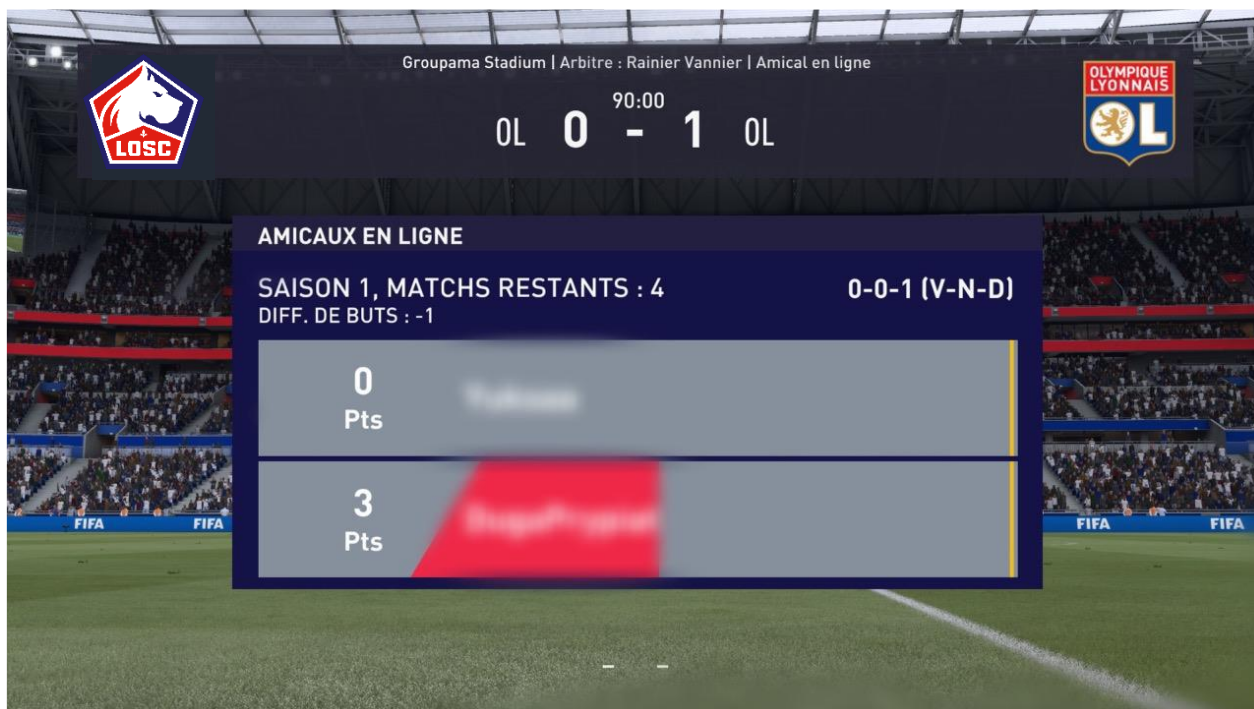 Groupama Stadium | Arbitre : Rainier Vannier | Amical en ligne
90:00
OL 0 - 1 OL
LOSC
OLYMPIQUE
LYONNAIS
OL
AMICAUX EN LIGNE
SAISON 1, MATCHS RESTANTS : 4
0-0-1 (V-N-D)
DIFF. DE BUTS : -1
0
Pts
3
Pts
FIFA
FIFA
FIFA
FIFA